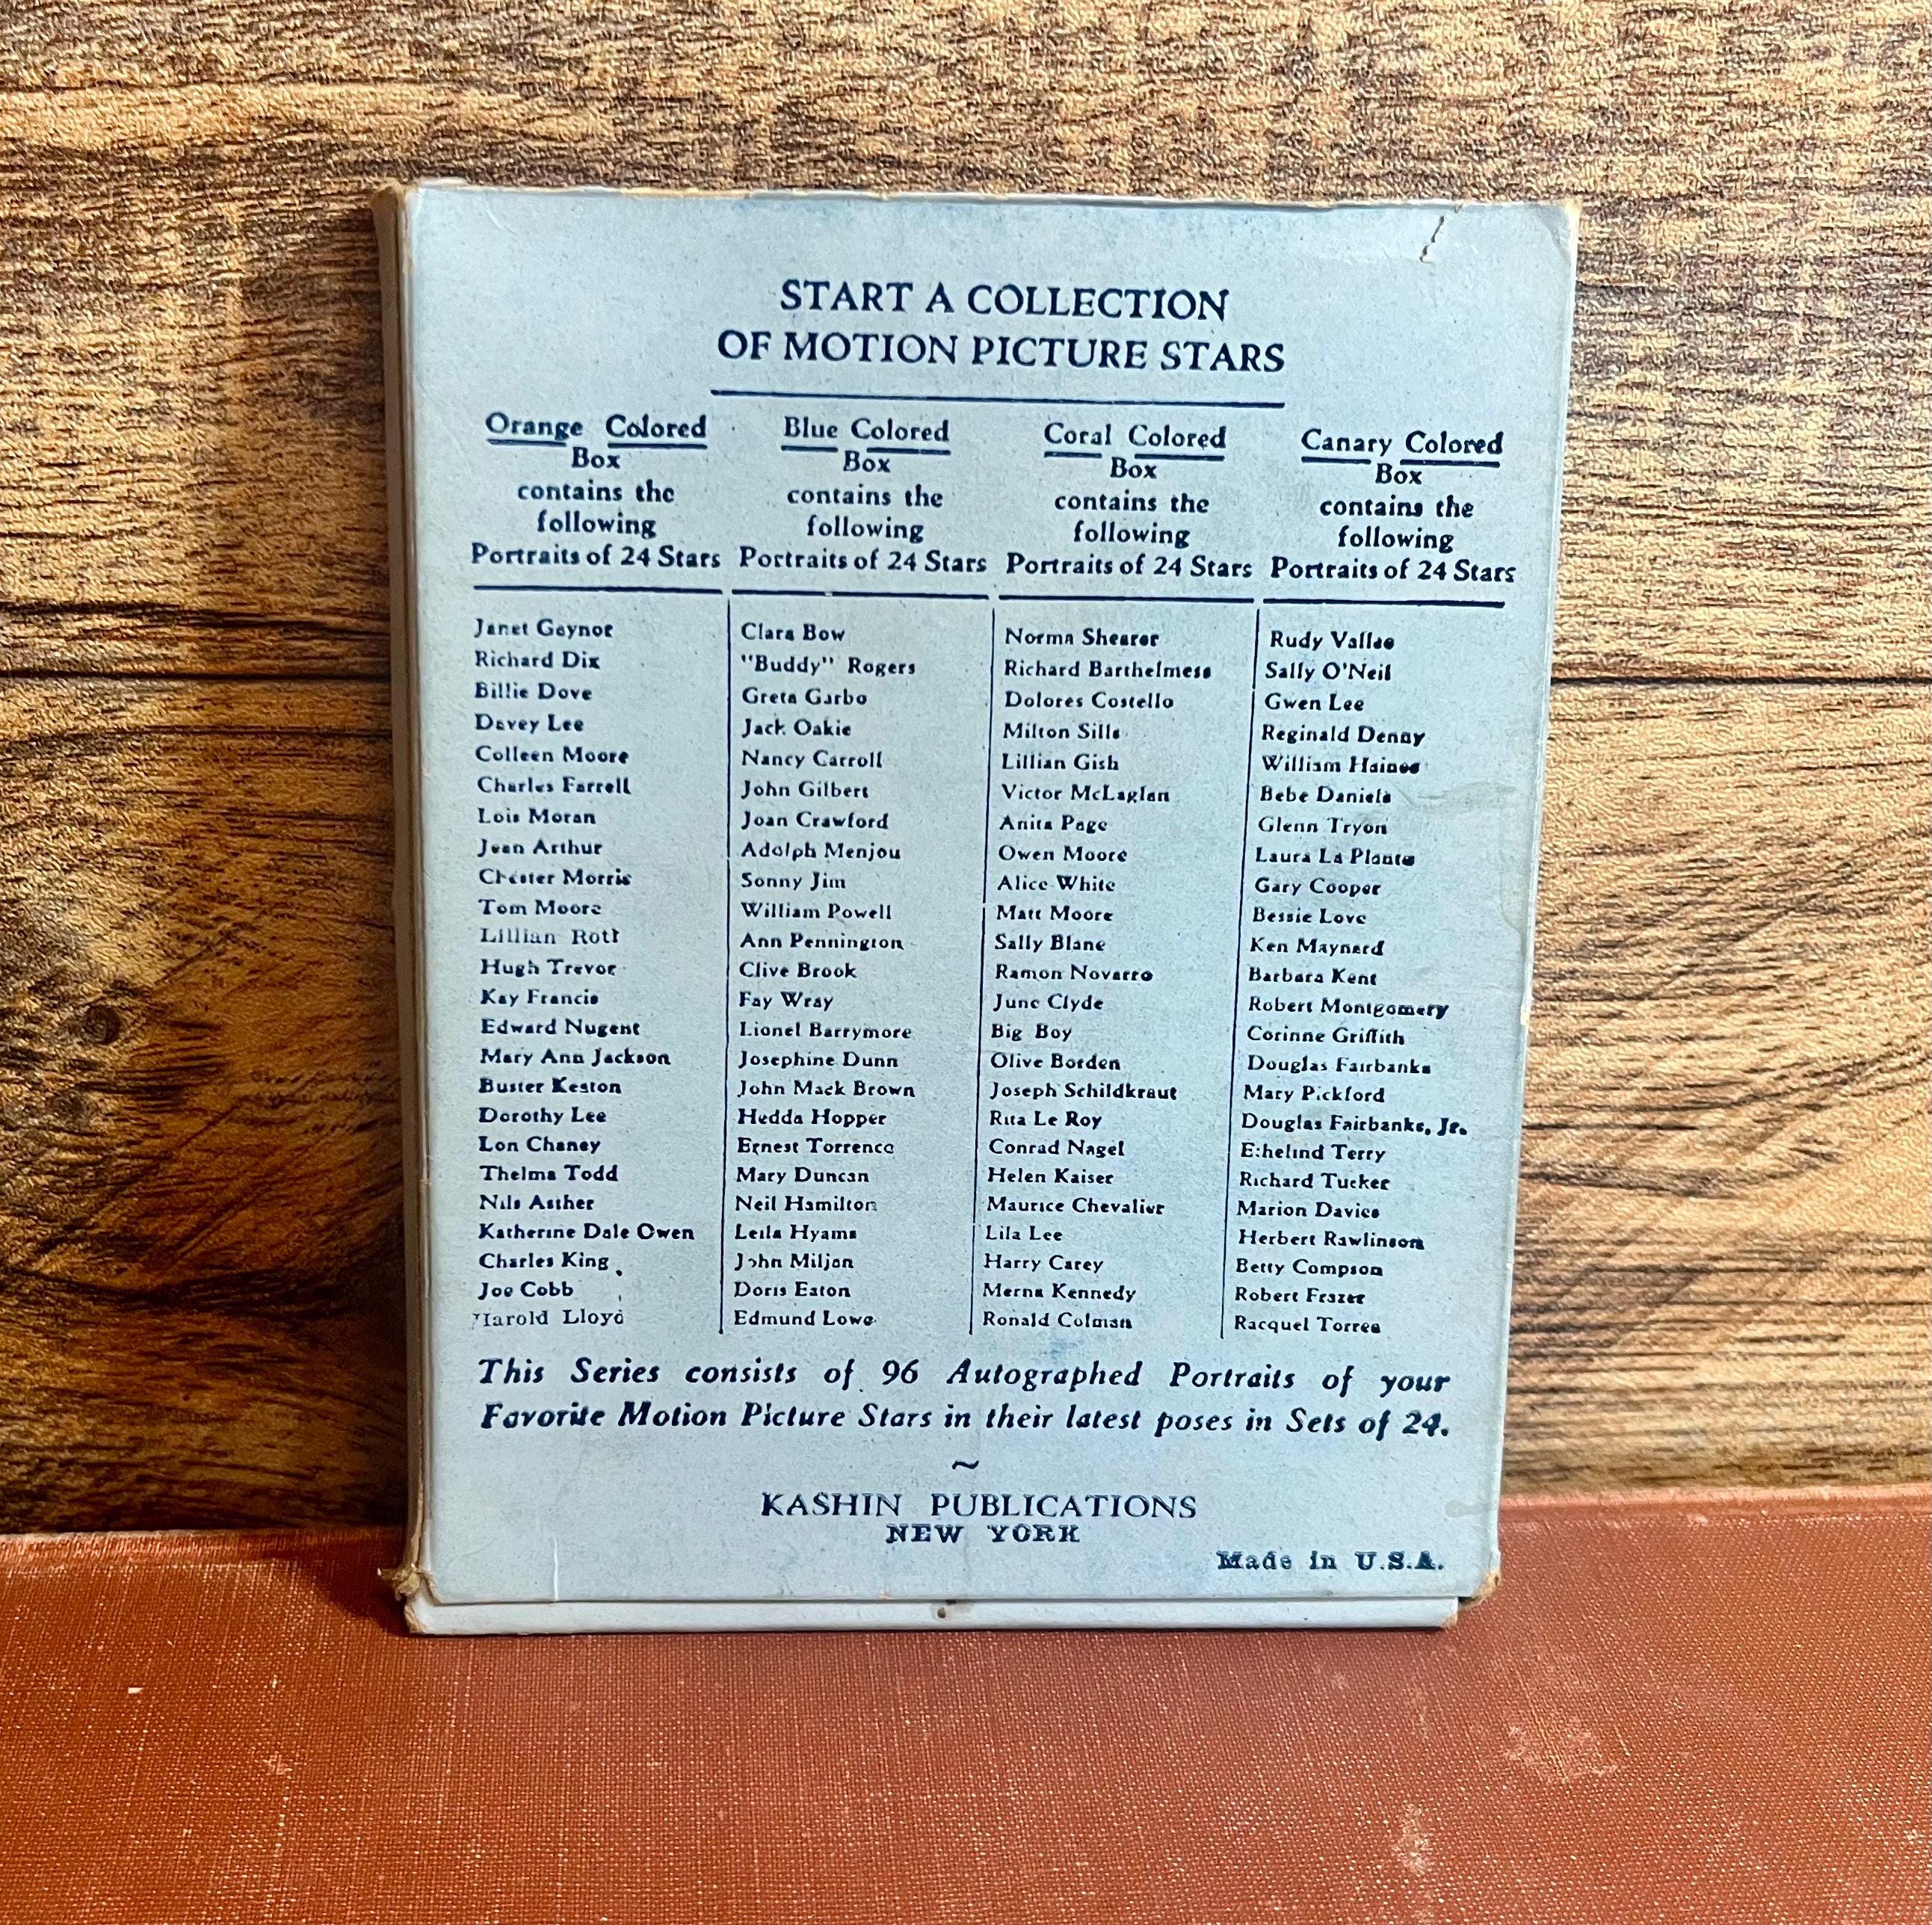 START A COLLECTION
OF MOTION PICTURE STARS
Orange Colored
Box
contains the
following
Portraits of 24 Stars
Janet Gaynor
Richard Dix
Billie Dove
Davey Lee
Colleen Moore
Charles Farrell
Lois Moran
Jean Arthur
Chester Morris
Tom Moore
Lillian Roth
Hugh Trevor
Kay Francis
Edward Nugent
Mary Ann Jackson
Buster Keaton
Dorothy Lee
Lon Chaney
Thelma Todd
Nils Asther
Katherine Dale Owen
Charles King
Joe Cobb
Harold Lloyd
Blue Colored
Box
contains the
following
Portraits of 24 Stars
Clara Bow
"Buddy" Rogers
Greta Garbo
Jack Oakie
Nancy Carroll
John Gilbert
Joan Crawford
Adolph Menjou
Sonny Jim
William Powell
Ann Pennington
Clive Brook
Fay Wray
Lionel Barrymore
Josephine Dunn
John Mack Brown
Hedda Hopper
Ernest Torrence
Mary Duncan
Neil Hamilton
Leila Hyams
John Miljan
Doris Eaton
Edmund Lowe
Coral Colored
Box
contains the
following
Portraits of 24 Stars
Norma Shearer
Richard Barthelmess
Dolores Costello
Milton Sills
Lillian Gish
Victor McLaglan
Anita Page
Owen Moore
Alice White
Matt Moore
Sally Blane
Ramon Novarro
June Clyde
Big Boy
Olive Borden
Joseph Schildkraut
Rita Le Roy
Conrad Nagel
Helen Kaiser
Maurice Chevalier
Lila Lee
Harry Carey
Merna Kennedy
Ronald Colman
Canary Colored
Box
contains the
following
Portraits of 24 Stars
Rudy Vallee
Sally O'Neil
Gwen Lee
Reginald Denny
William Haines
Bebe Daniels
Glenn Tryon
Laura La Plante
Gary Cooper
Bessie Love
Ken Maynard
Barbara Kent
Robert Montgomery
Corinne Griffith
Douglas Fairbanks
Mary Pickford
Douglas Fairbanks, Jr.
Ethelind Terry
Richard Tucker
Marion Davies
Herbert Rawlinson
Betty Compson
Robert Frazer
Racquel Torres
This Series consists of 96 Autographed Portraits of your
Favorite Motion Picture Stars in their latest poses in Sets of 24.
~
KASHIN PUBLICATIONS
NEW YORK
Made in U.S.A.